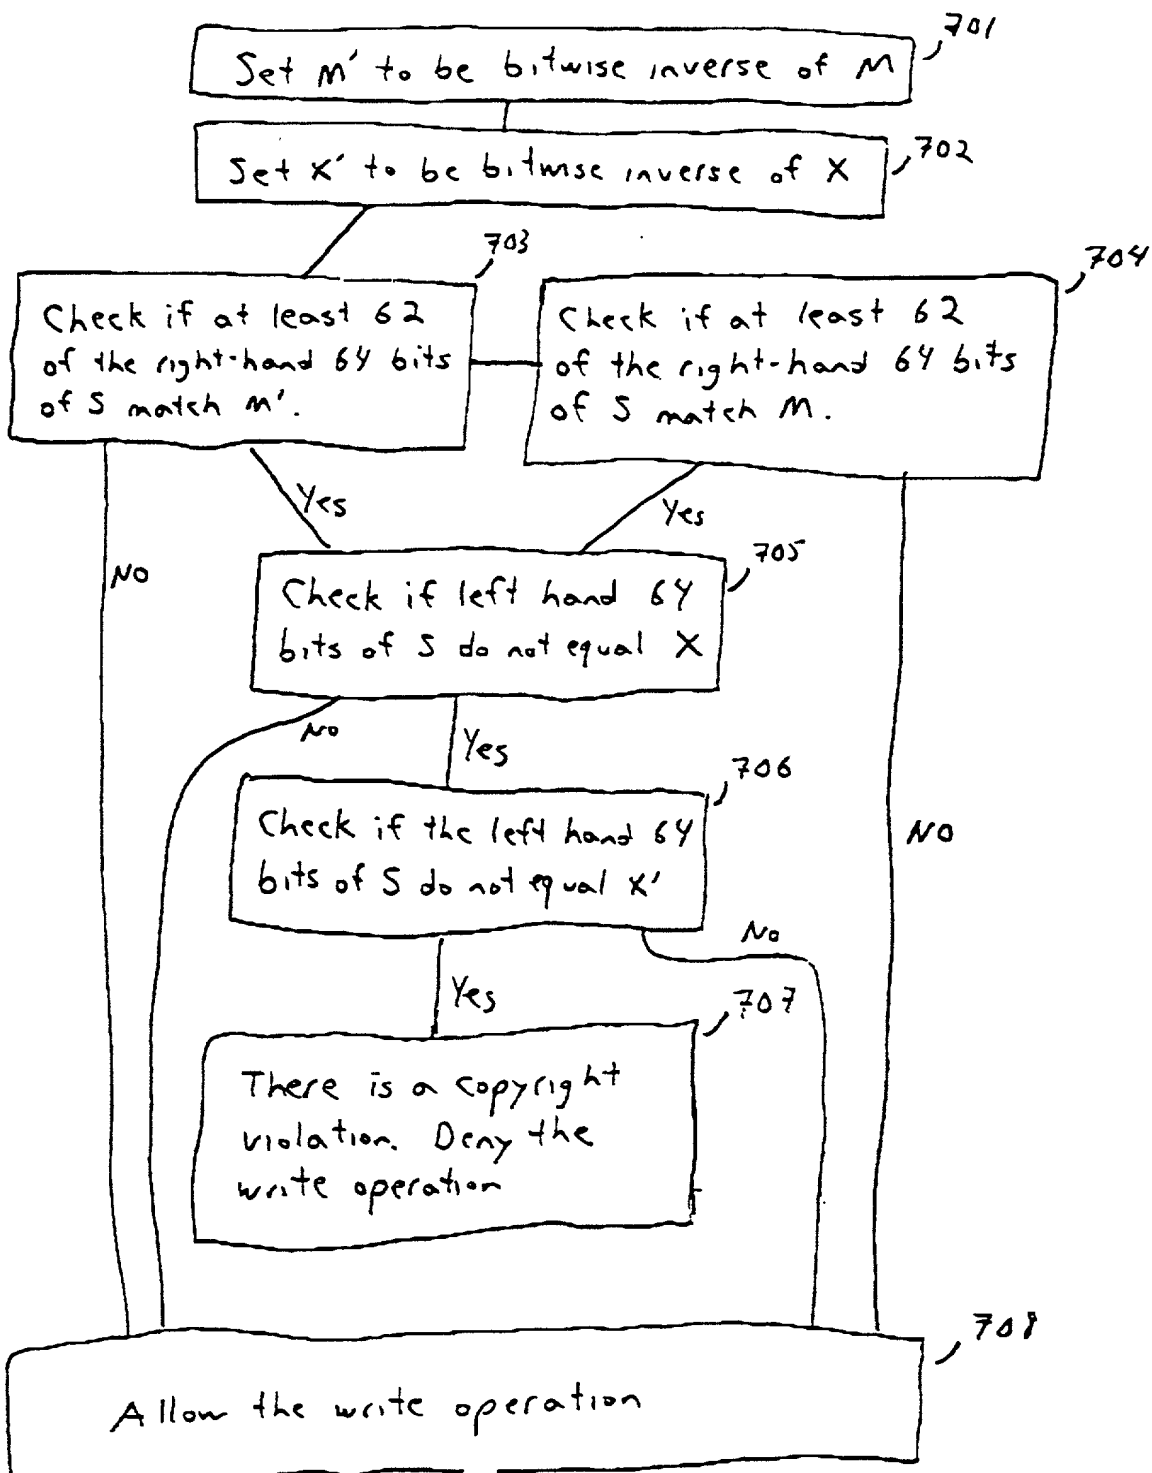 701
Set M' to be bitwise inverse of M
702
Set X' to be bitwise inverse of X
703
Check if at least 62
of the right-hand 64 bits
of S match M'.
704
Check if at least 62
of the right-hand 64 bits
of S match M.
Yes
Yes
NO
705
Check if left hand 64
bits of S do not equal X
No
Yes
706
Check if the left hand 64
bits of S do not equal X'
NO
No
Yes
707
There is a copyright
violation. Deny the
write operation
708
Allow the write operation